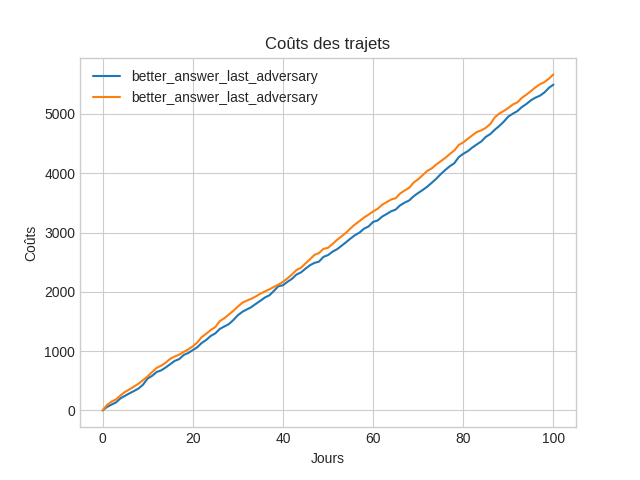 Coûts des trajets
better_answer_last_adversary
better_answer_last_adversary
5000
4000
3000
2000
1000
0
Coûts
0 20 40 60 80 100
Jours